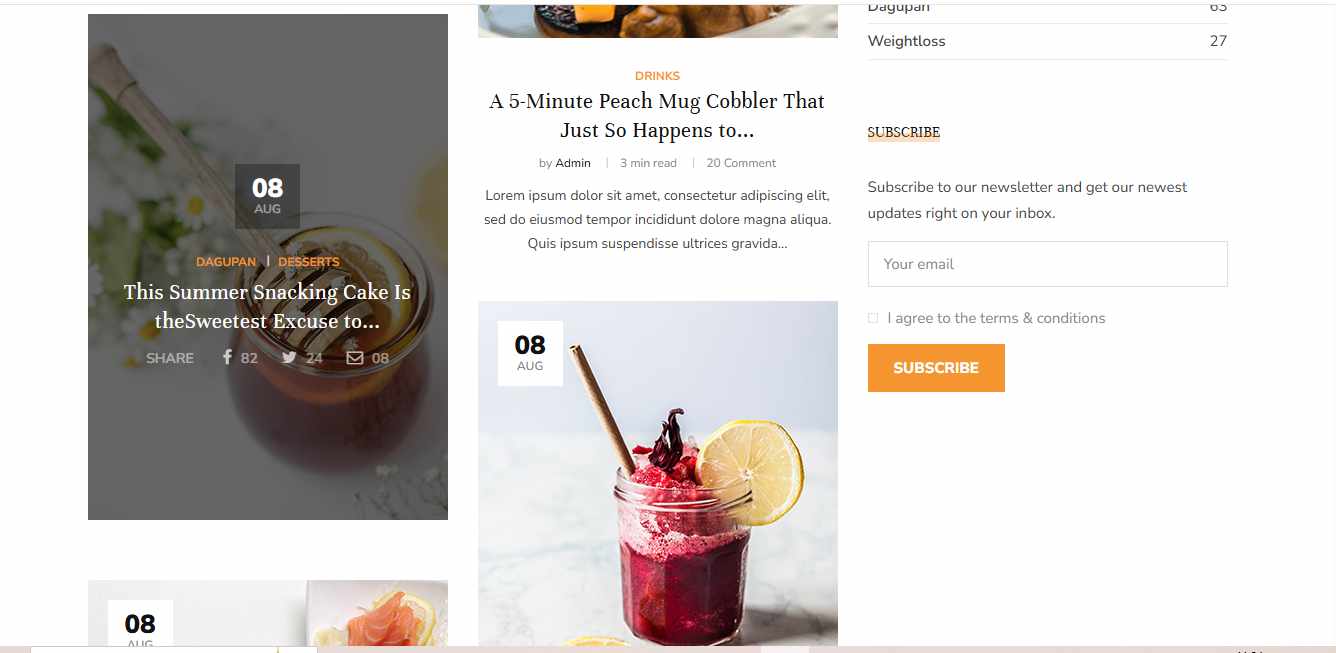 08
AUG
DAGUPAN | DESSERTS
This Summer Snacking Cake Is
theSweetest Excuse to...
SHARE 82 24 08
08
AUG
DRINKS
A 5-Minute Peach Mug Cobbler That
Just So Happens to...
by Admin | 3 min read | 20 Comment
Lorem ipsum dolor sit amet, consectetur adipiscing elit,
sed do eiusmod tempor incididunt dolore magna aliqua.
Quis ipsum suspendisse ultrices gravida...
08
AUG
Dagupan 63
Weightloss 27
SUBSCRIBE
Subscribe to our newsletter and get our newest
updates right on your inbox.
Your email
I agree to the terms & conditions
SUBSCRIBE